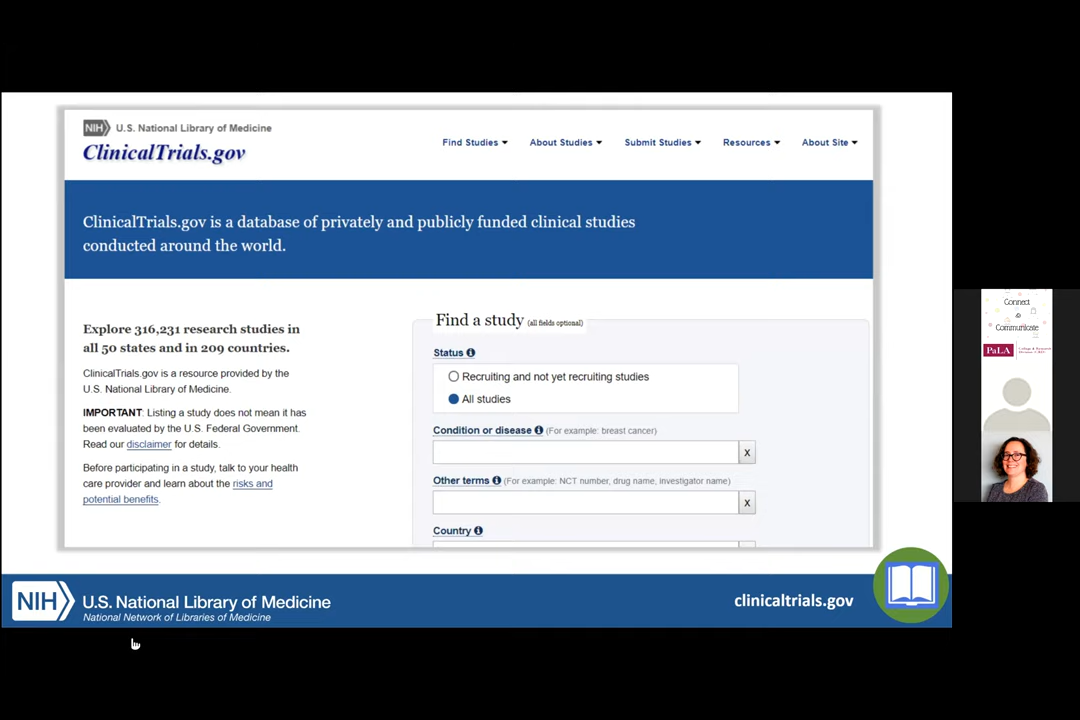 NIH U.S. National Library of Medicine
ClinicalTrials.gov
Find Studies About Studies Submit Studies Resources About Site
ClinicalTrials.gov is a database of privately and publicly funded clinical studies
conducted around the world.
Explore 316,231 research studies in
all 50 states and in 209 countries.
ClinicalTrials.gov is a resource provided by the
U.S. National Library of Medicine.
IMPORTANT: Listing a study does not mean it has
been evaluated by the U.S. Federal Government.
Read our disclaimer for details.
Before participating in a study, talk to your health
care provider and learn about the risks and
potential benefits.
Find a study (all fields optional)
Status
Recruiting and not yet recruiting studies
All studies
Condition or disease (For example: breast cancer)
X
Other terms (For example: NCT number, drug name, investigator name)
X
Country
NIH U.S. National Library of Medicine
National Network of Libraries of Medicine
clinicaltrials.gov
Connect
&
Communicate
PaLA